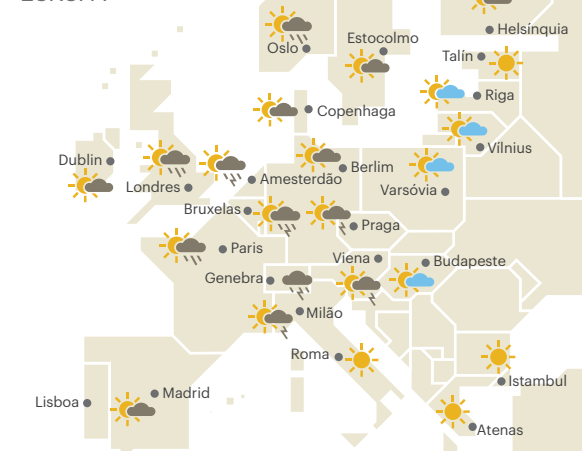 Helsínquia
Estocolmo
Oslo
Talín
Riga
Copenhaga
Vílnius
Dublin
Berlim
Londres
Amesterdão
Varsóvia
Bruxelas
Praga
Paris
Viena
Budapeste
Genebra
Milão
Roma
Istambul
Madrid
Lisboa
Atenas